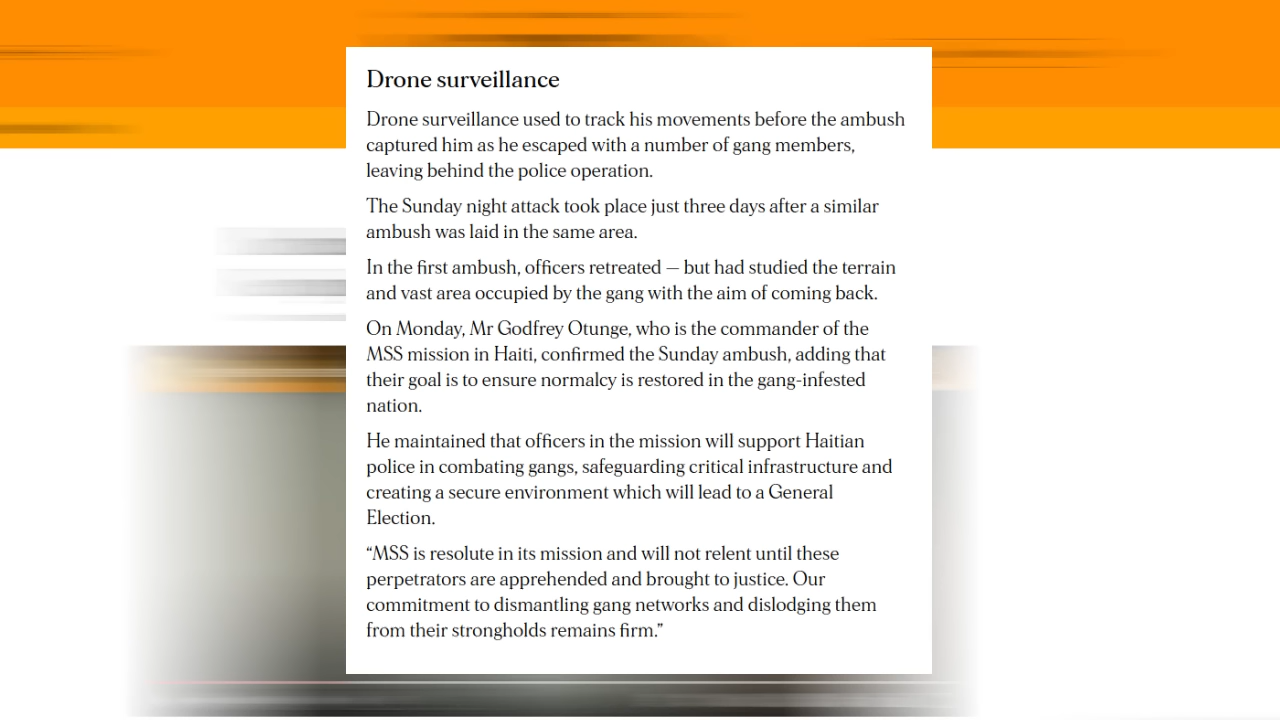 Drone surveillance
Drone surveillance used to track his movements before the ambush
captured him as he escaped with a number of gang members,
leaving behind the police operation.
The Sunday night attack took place just three days after a similar
ambush was laid in the same area.
In the first ambush, officers retreated — but had studied the terrain
and vast area occupied by the gang with the aim of coming back.
On Monday, Mr Godfrey Otunge, who is the commander of the
MSS mission in Haiti, confirmed the Sunday ambush, adding that
their goal is to ensure normalcy is restored in the gang-infested
nation.
He maintained that officers in the mission will support Haitian
police in combating gangs, safeguarding critical infrastructure and
creating a secure environment which will lead to a General
Election.
“MSS is resolute in its mission and will not relent until these
perpetrators are apprehended and brought to justice. Our
commitment to dismantling gang networks and dislodging them
from their strongholds remains firm.”